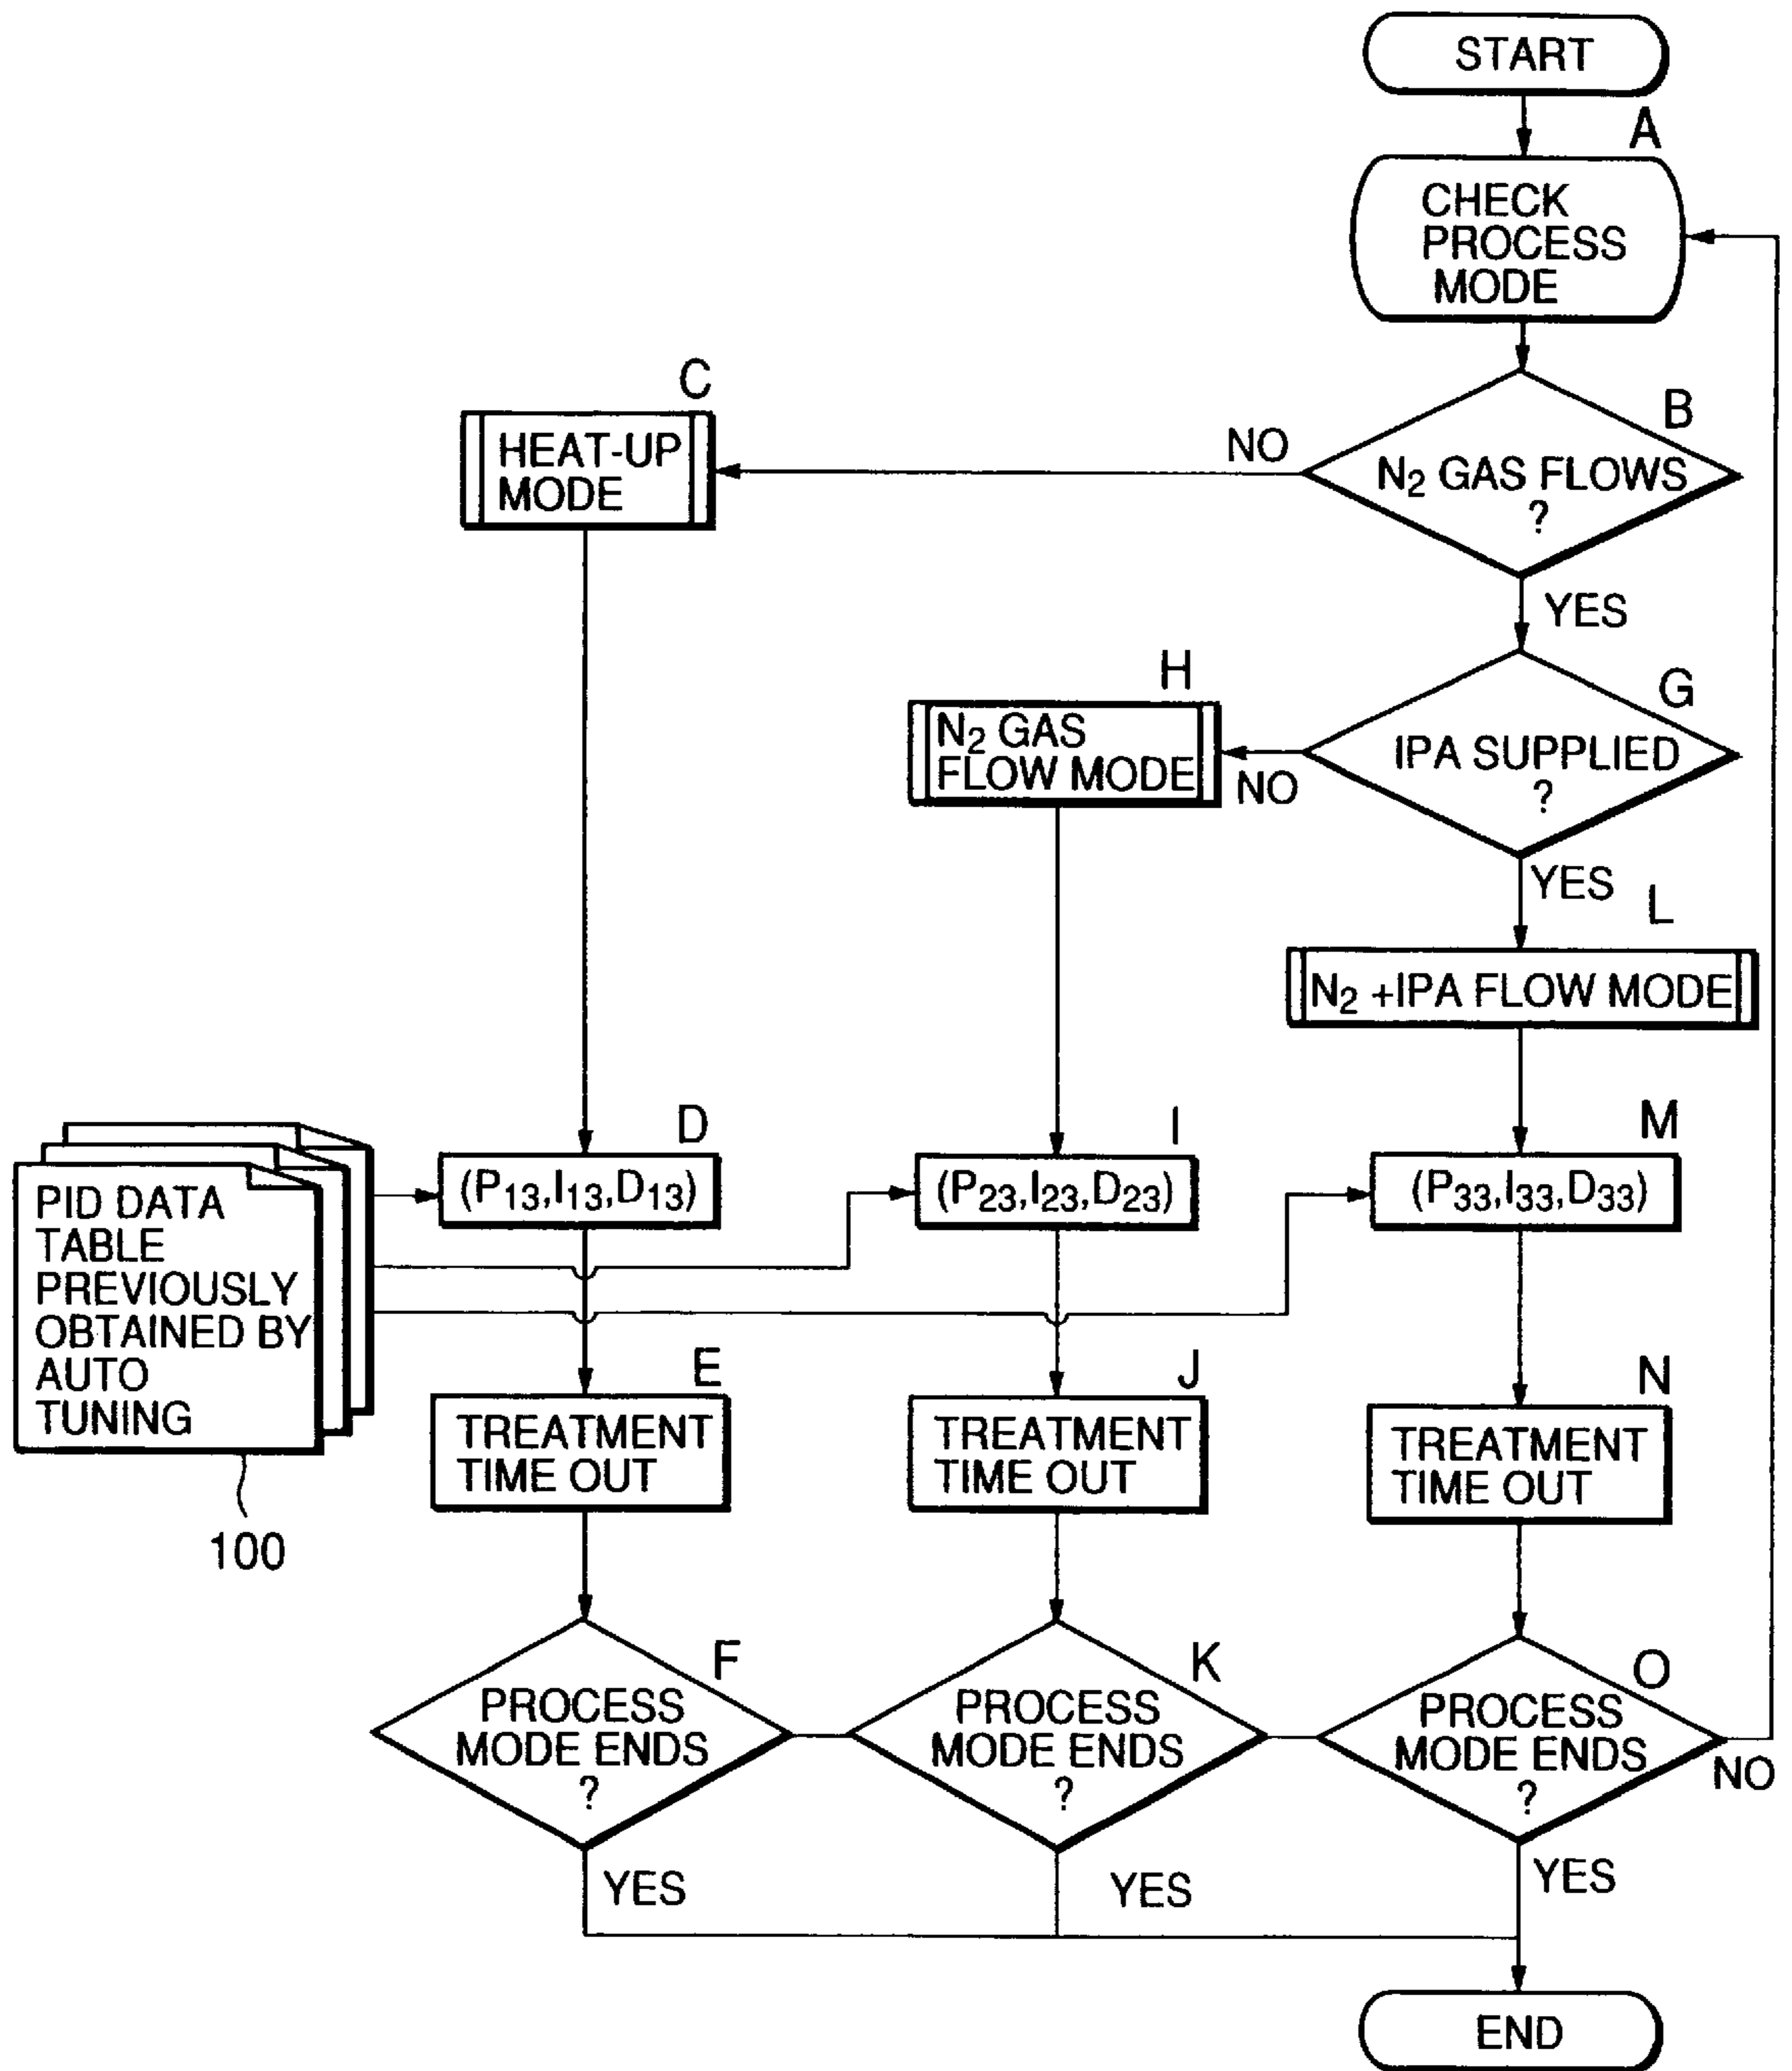 START
A
CHECK
PROCESS
MODE
C
HEAT-UP
MODE
NO
B
N₂ GAS FLOWS
?
YES
H
N₂ GAS
FLOW MODE
NO
G
IPA SUPPLIED
?
YES
L
N₂ +IPA FLOW MODE
D
I
M
(P₁₃,I₁₃,D₁₃)
(P₂₃,I₂₃,D₂₃)
(P₃₃,I₃₃,D₃₃)
PID DATA
TABLE
PREVIOUSLY
OBTAINED BY
AUTO
TUNING
100
E
TREATMENT
TIME OUT
J
TREATMENT
TIME OUT
N
TREATMENT
TIME OUT
F
PROCESS
MODE ENDS
?
YES
K
PROCESS
MODE ENDS
?
YES
O
PROCESS
MODE ENDS
?
NO
YES
END